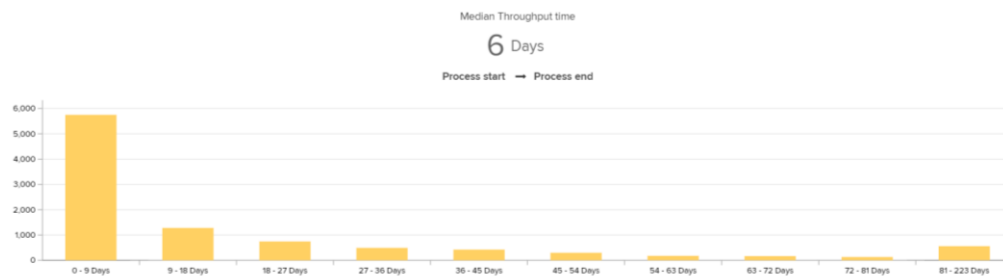 Median Throughput time
6 Days
Process start → Process end
6,000
5,000
4,000
3,000
2,000
1,000
0
0 - 9 Days 9 - 18 Days 18 - 27 Days 27 - 36 Days 36 - 45 Days 45 - 54 Days 54 - 63 Days 63 - 72 Days 72 - 81 Days 81 - 223 Days